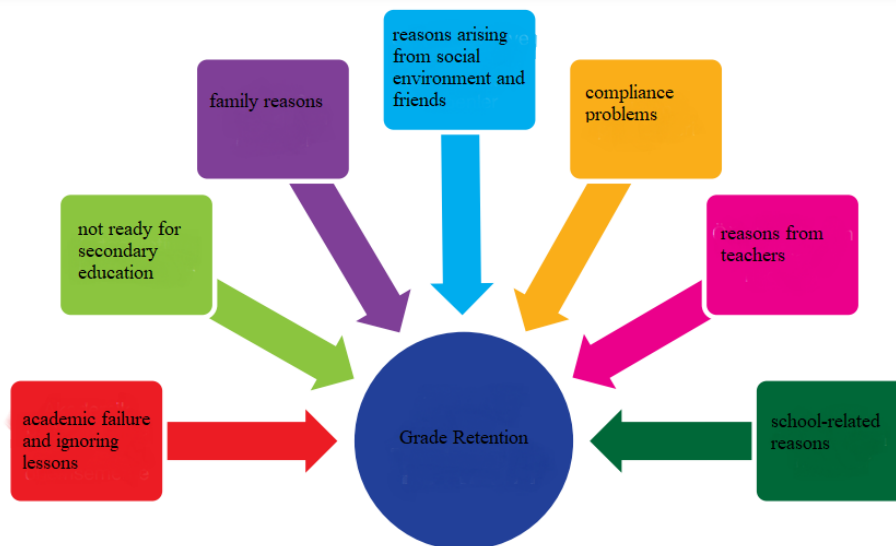 reasons arising
from social
environment and
friends
family reasons
compliance
problems
not ready for
secondary
education
reasons from
teachers
academic failure
and ignoring
lessons
Grade Retention
school-related
reasons